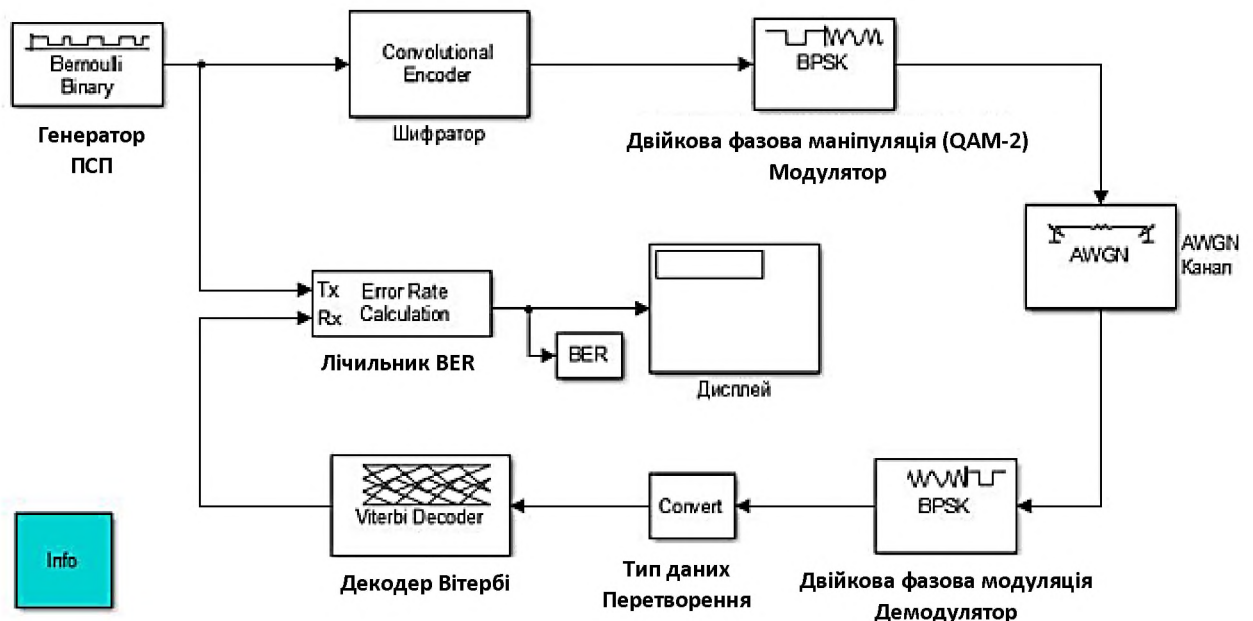 Bernoulli
Binary
Генератор
ПСП
Convolutional
Encoder
Шифратор
BPSK
Двійкова фазова маніпуляція (QAM-2)
Модулятор
AWGN
AWGN
Канал
Tx
Rx
Error Rate
Calculation
Лічильник BER
BER
Дисплей
Info
Viterbi Decoder
Декодер Вітербі
Convert
Тип даних
Перетворення
BPSK
Двійкова фазова модуляція
Демодулятор